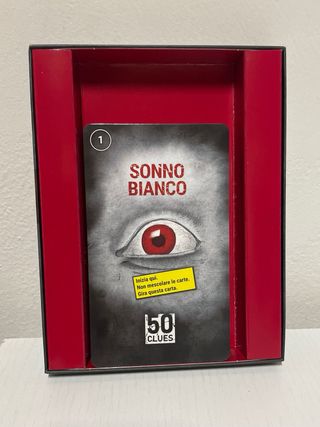 1
SONNO
BIANCO
Inizia qui.
Non mescolare le carte.
Gira questa carta.
50
CLUES